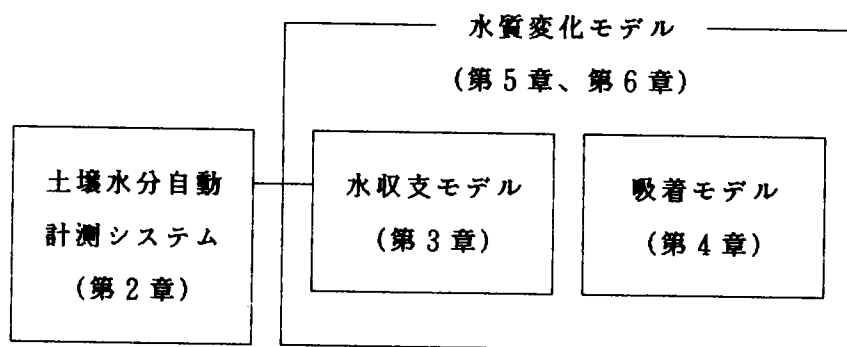 水質変化モデル
(第5章、第6章)
土壌水分自動
計測システム
(第2章)
水収支モデル
(第3章)
吸着モデル
(第4章)